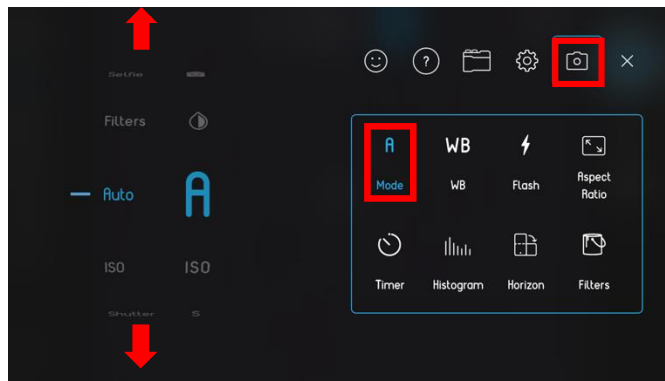 Selfie
Filters
Auto A
ISO ISO
Shutter S
?
A WB
Mode WB Flash Aspect
Ratio
Timer Histogram Horizon Filters